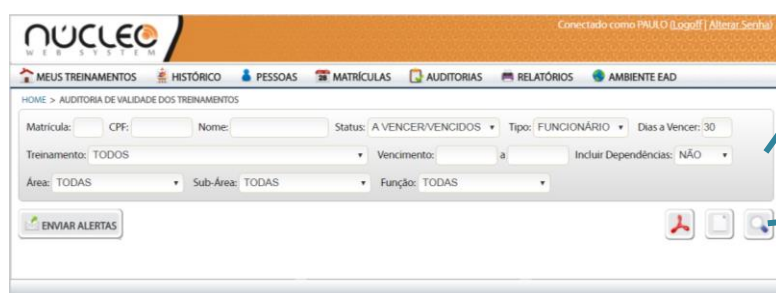 NÚCLEO
WEB SYSTEM
Conectado como PAULO (Logoff | Alterar Senha)
MEUS TREINAMENTOS HISTÓRICO PESSOAS MATRÍCULAS AUDITORIAS RELATÓRIOS AMBIENTE EAD
HOME > AUDITORIA DE VALIDADE DOS TREINAMENTOS
Matrícula: CPF: Nome: Status: A VENCER/VENCIDOS Tipo: FUNCIONÁRIO Dias a Vencer: 30
Treinamento: TODOS Vencimento: a Incluir Dependências: NÃO
Área: TODAS Sub-Área: TODAS Função: TODAS
ENVIAR ALERTAS